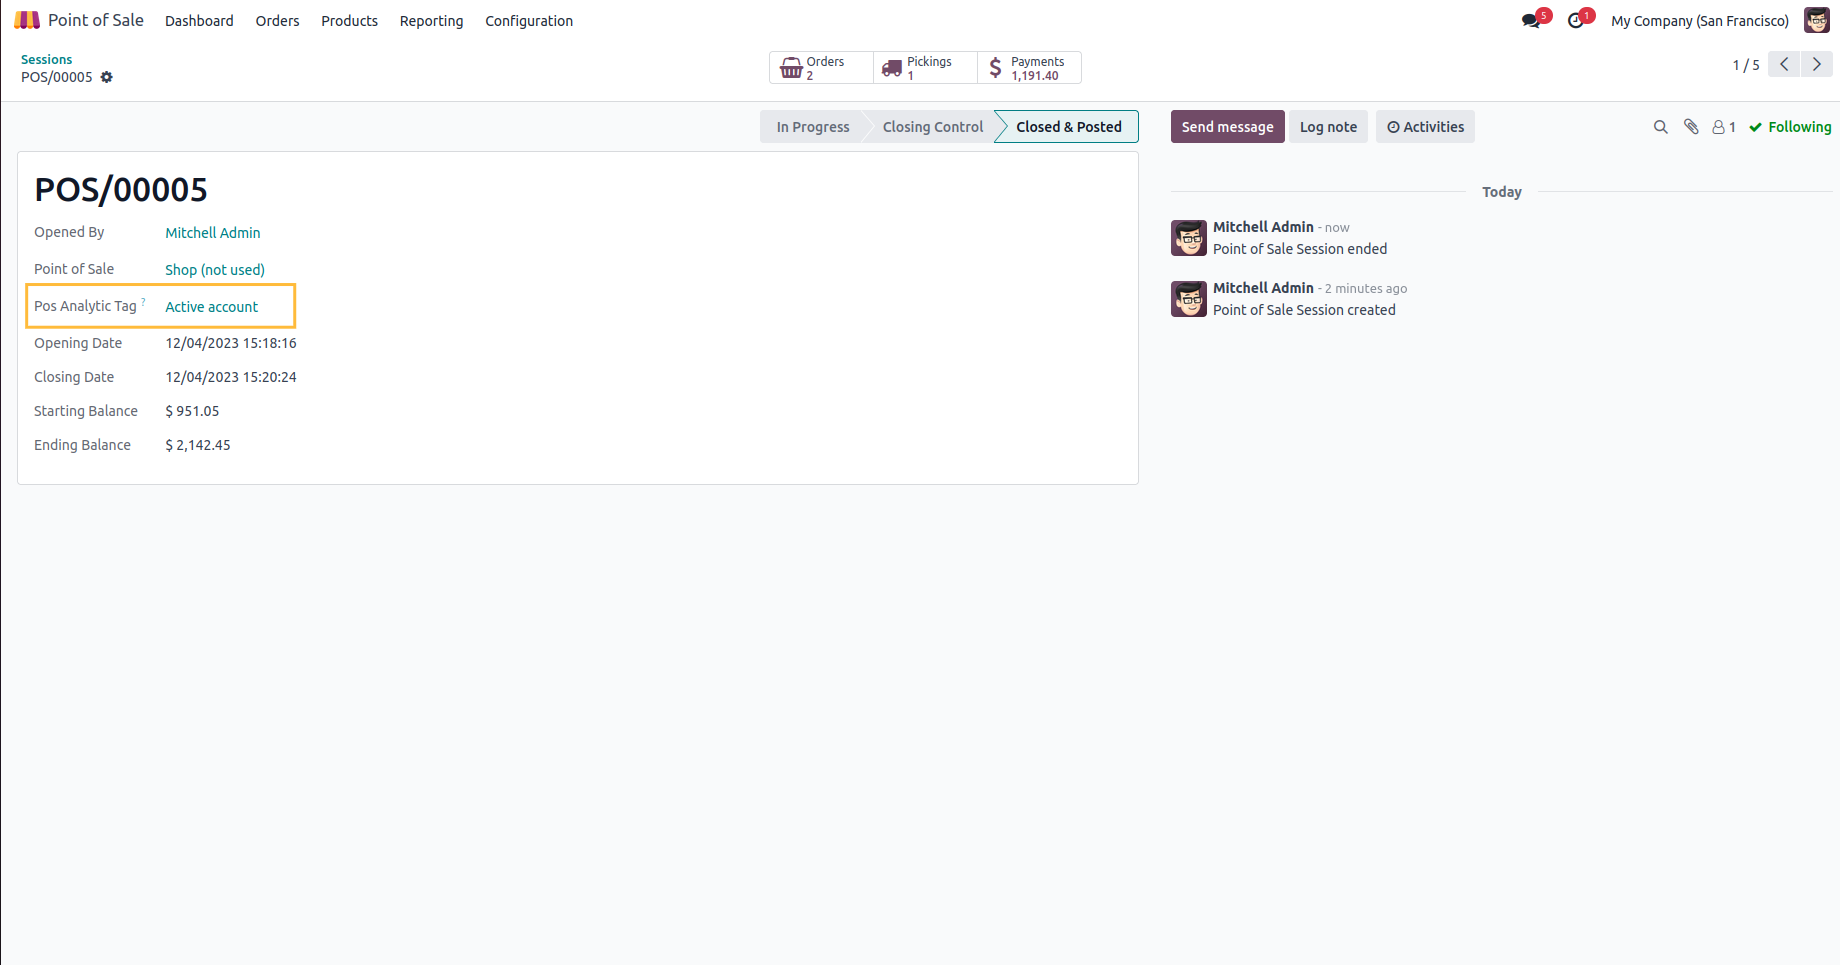 Point of Sale Dashboard Orders Products Reporting Configuration 5 1 My Company (San Francisco)
Sessions
POS/00005
Orders
2
Pickings
1
Payments
1,191.40
1 / 5
In Progress Closing Control Closed & Posted
Send message Log note Activities 1 Following
POS/00005
Opened By Mitchell Admin
Point of Sale Shop (not used)
Pos Analytic Tag ? Active account
Opening Date 12/04/2023 15:18:16
Closing Date 12/04/2023 15:20:24
Starting Balance $ 951.05
Ending Balance $ 2,142.45
Today
Mitchell Admin - now
Point of Sale Session ended
Mitchell Admin - 2 minutes ago
Point of Sale Session created